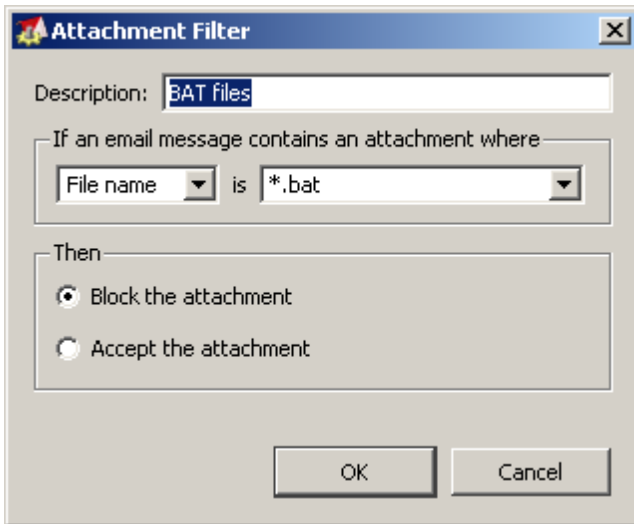 Attachment Filter
Description: BAT files
If an email message contains an attachment where
File name is *.bat
Then
Block the attachment
Accept the attachment
OK Cancel